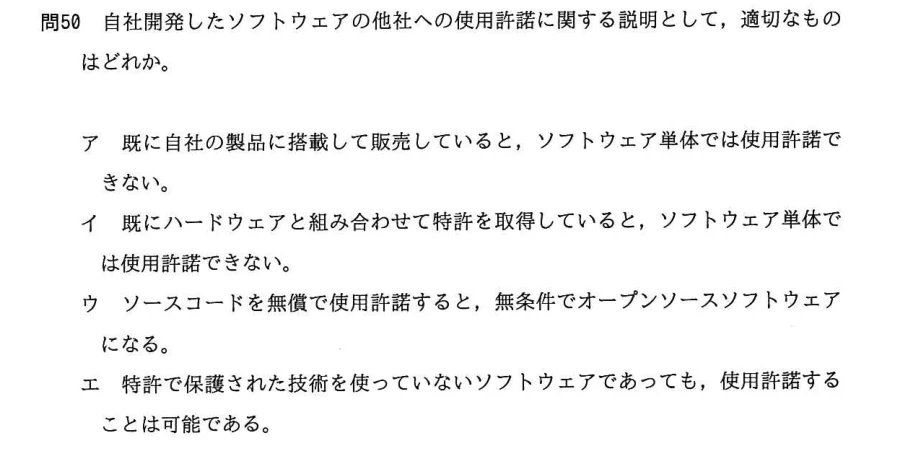 問50 自社開発したソフトウェアの他社への使用許諾に関する説明として，適切なもの
はどれか。
ア 既に自社の製品に搭載して販売していると，ソフトウェア単体では使用許諾で
きない。
イ 既にハードウェアと組み合わせて特許を取得していると，ソフトウェア単体で
は使用許諾できない。
ウ ソースコードを無償で使用許諾すると，無条件でオープンソースソフトウェア
になる。
エ 特許で保護された技術を使っていないソフトウェアであっても，使用許諾する
ことは可能である。